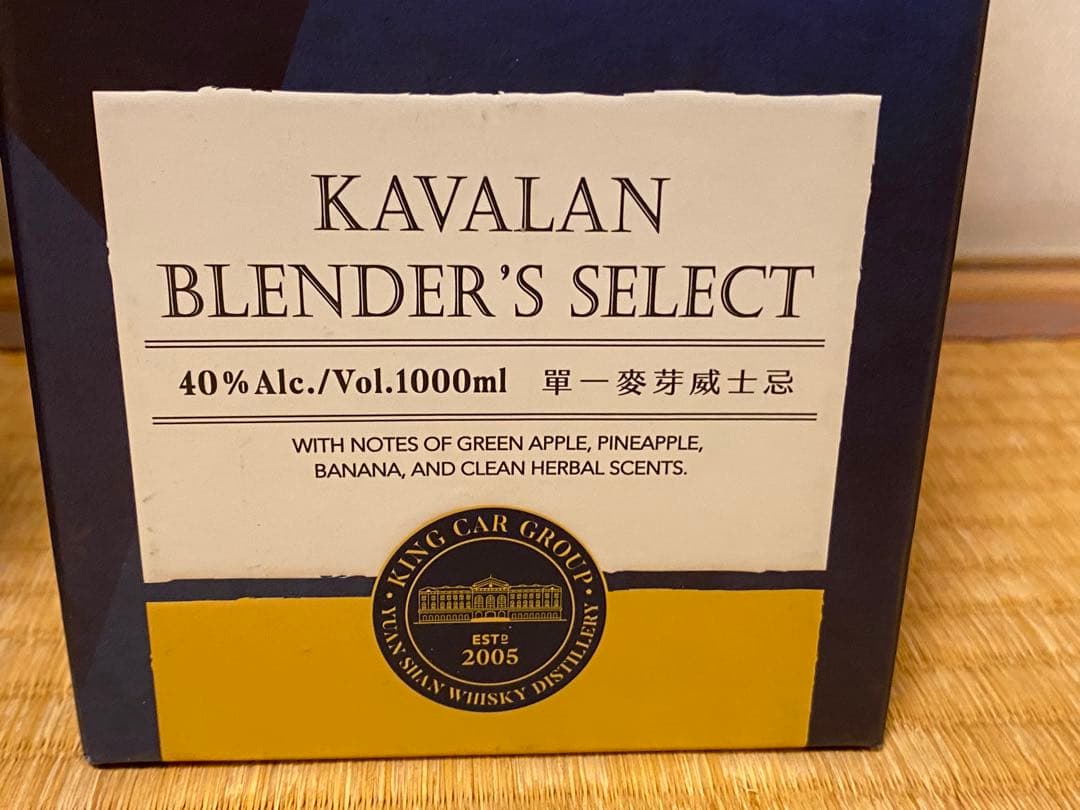 KAVALAN
BLENDER'S SELECT
40%Alc./Vol.1000ml 單一麥芽威士忌
WITH NOTES OF GREEN APPLE, PINEAPPLE,
BANANA, AND CLEAN HERBAL SCENTS.
KING CAR GROUP
ESTD
2005
YUAN SHAN WHISKY DISTILLERY